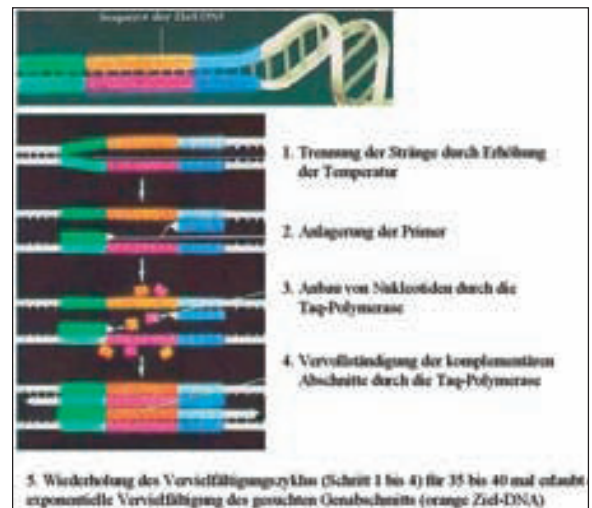 Sequenz der Ziel-DNA
1. Trennung der Stränge durch Erhöhung
der Temperatur
2. Anlagerung der Primer
3. Anbau von Nukleotiden durch die
Taq-Polymerase
4. Vervollständigung der komplementären
Abschnitte durch die Taq-Polymerase
5. Wiederholung des Vervielfältigungszyklus (Schritt 1 bis 4) für 35 bis 40 mal erlaubt
exponentielle Vervielfältigung des gesuchten Genabschnitts (orange Ziel-DNA)